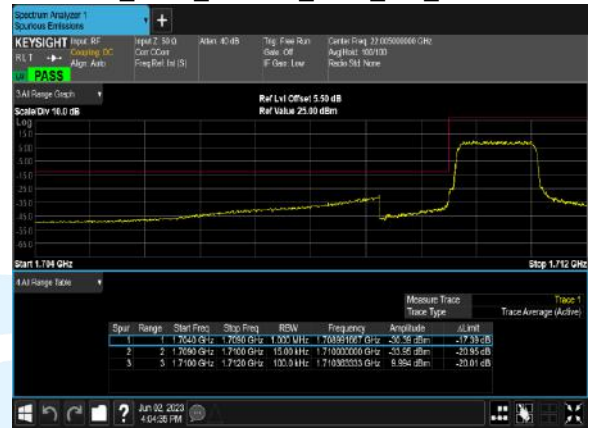 Spectrum Analyzer 1
Spurious Emissions
+
KEYSIGHT Input: RF Input Z: 50 Ω Atten: 40 dB Trig: Free Run Center Freq: 22.005000000 GHz
RLT Coupling: DC Corr CCorr Gate: Off Avg|Hold: 100/100
Align: Auto Freq Ref: Int (S) IF Gain: Low Radio Std: None
PASS
3 All Range Graph
Ref Lvl Offset 5.50 dB
Scale/Div 10.0 dB Ref Value 25.00 dBm
Log
15.0
5.00
-5.00
-15.0
-25.0
-35.0
-45.0
-55.0
-65.0
Start 1.704 GHz Stop 1.712 GHz
4 All Range Table
Measure Trace Trace 1
Trace Type Trace Average (Active)
Spur Range Start Freq Stop Freq RBW Frequency Amplitude ΔLimit
1 1 1.7040 GHz 1.7090 GHz 1.000 MHz 1.708991667 GHz -30.39 dBm -17.39 dB
2 2 1.7090 GHz 1.7100 GHz 15.00 kHz 1.710000000 GHz -33.95 dBm -20.95 dB
3 3 1.7100 GHz 1.7120 GHz 100.0 kHz 1.710383333 GHz 9.994 dBm -20.01 dB
? Jun 02, 2023
4:04:35 PM